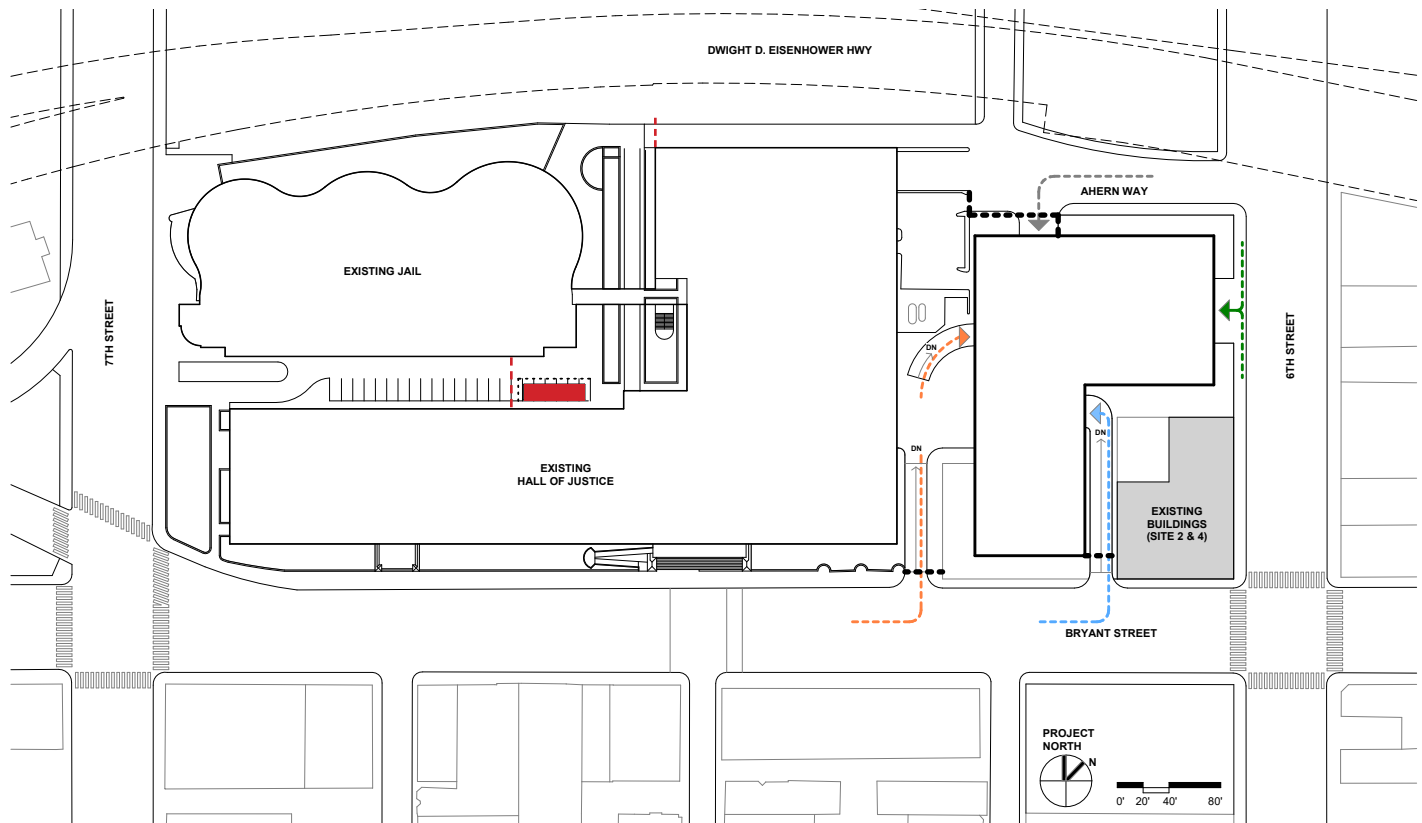 DWIGHT D. EISENHOWER HWY
AHERN WAY
EXISTING JAIL
7TH STREET
6TH STREET
DN
DN
DN
EXISTING
HALL OF JUSTICE
EXISTING
BUILDINGS
(SITE 2 & 4)
BRYANT STREET
PROJECT
NORTH
N
0' 20' 40' 80'